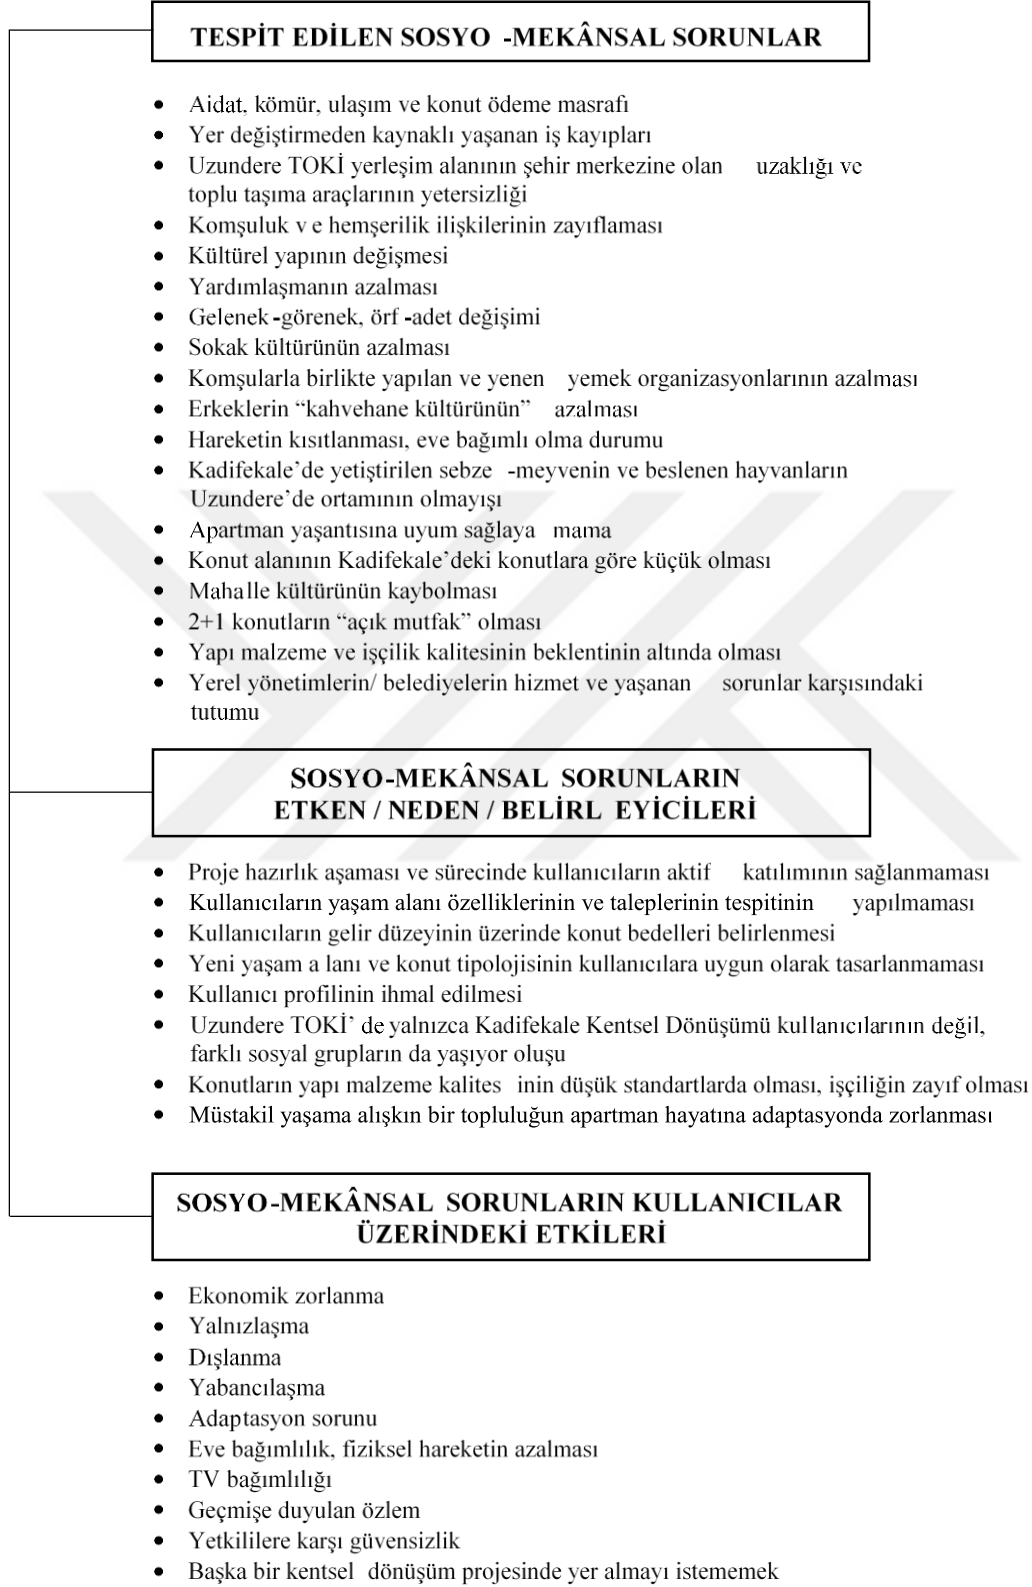 TESPİT EDİLEN SOSYO -MEKÂNSAL SORUNLAR
• Aidat, kömür, ulaşım ve konut ödeme masrafı
• Yer değiştirmeden kaynaklı yaşanan iş kayıpları
• Uzundere TOKİ yerleşim alanının şehir merkezine olan uzaklığı ve
toplu taşıma araçlarının yetersizliği
• Komşuluk v e hemşerilik ilişkilerinin zayıflaması
• Kültürel yapının değişmesi
• Yardımlaşmanın azalması
• Gelenek -görenek, örf -adet değişimi
• Sokak kültürünün azalması
• Komşularla birlikte yapılan ve yenen yemek organizasyonlarının azalması
• Erkeklerin “kahvehane kültürünün” azalması
• Hareketin kısıtlanması, eve bağımlı olma durumu
• Kadifekale’de yetiştirilen sebze -meyvenin ve beslenen hayvanların
Uzundere’de ortamının olmayışı
• Apartman yaşantısına uyum sağlaya mama
• Konut alanının Kadifekale’deki konutlara göre küçük olması
• Mahalle kültürünün kaybolması
• 2+1 konutların “açık mutfak” olması
• Yapı malzeme ve işçilik kalitesinin beklentinin altında olması
• Yerel yönetimlerin/ belediyelerin hizmet ve yaşanan sorunlar karşısındaki
tutumu
SOSYO-MEKÂNSAL SORUNLARIN
ETKEN / NEDEN / BELİRL EYİCİLERİ
• Proje hazırlık aşaması ve sürecinde kullanıcıların aktif katılımının sağlanmaması
• Kullanıcıların yaşam alanı özelliklerinin ve taleplerinin tespitinin yapılmaması
• Kullanıcıların gelir düzeyinin üzerinde konut bedelleri belirlenmesi
• Yeni yaşam a lanı ve konut tipolojisinin kullanıcılara uygun olarak tasarlanmaması
• Kullanıcı profilinin ihmal edilmesi
• Uzundere TOKİ’ de yalnızca Kadifekale Kentsel Dönüşümü kullanıcılarının değil,
farklı sosyal grupların da yaşıyor oluşu
• Konutların yapı malzeme kalites inin düşük standartlarda olması, işçiliğin zayıf olması
• Müstakil yaşama alışkın bir topluluğun apartman hayatına adaptasyonda zorlanması
SOSYO-MEKÂNSAL SORUNLARIN KULLANICILAR
ÜZERİNDEKİ ETKİLERİ
• Ekonomik zorlanma
• Yalnızlaşma
• Dışlanma
• Yabancılaşma
• Adaptasyon sorunu
• Eve bağımlılık, fiziksel hareketin azalması
• TV bağımlılığı
• Geçmişe duyulan özlem
• Yetkililere karşı güvensizlik
• Başka bir kentsel dönüşüm projesinde yer almayı istememek